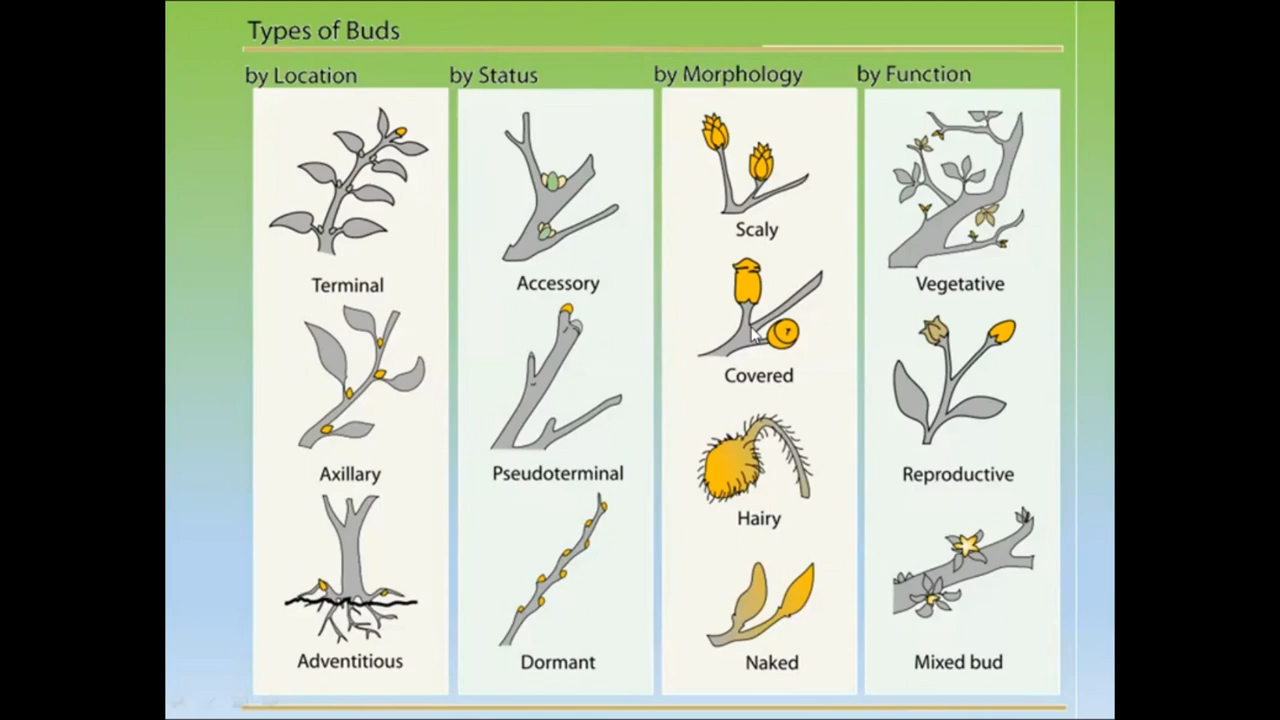 Types of Buds
by Location
Terminal
Axillary
Adventitious
by Status
Accessory
Pseudoterminal
Dormant
by Morphology
Scaly
Covered
Hairy
Naked
by Function
Vegetative
Reproductive
Mixed bud